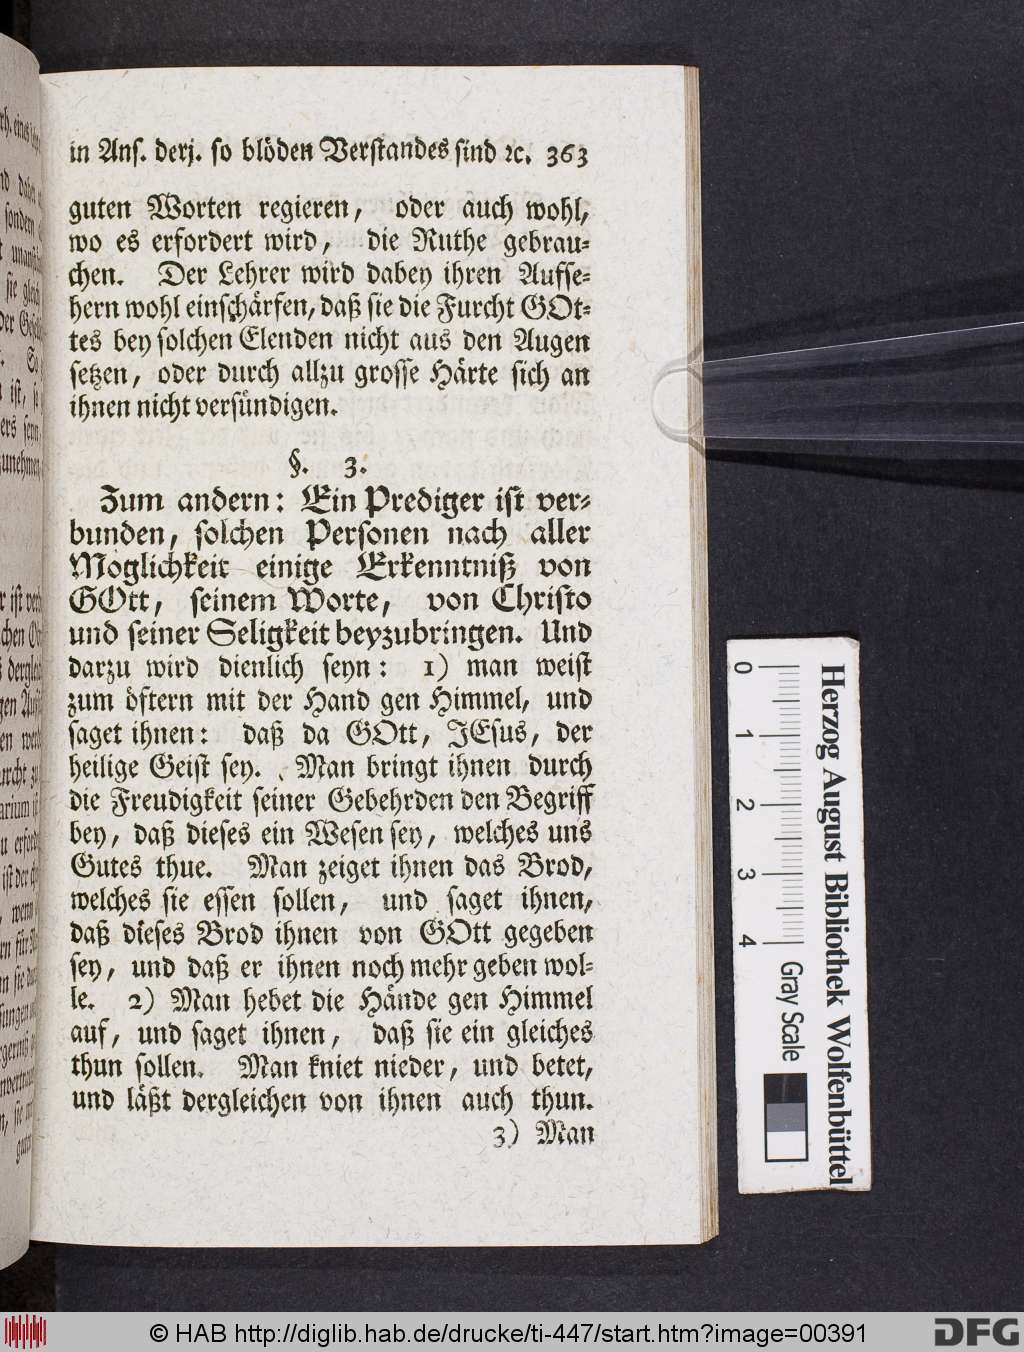 in Ans. derj. so blöden Verstandes sind ꝛc. 363
guten Worten regieren, oder auch wohl,
wo es erfordert wird, die Ruthe gebrau-
chen. Der Lehrer wird dabey ihren Aufse-
hern wohl einschärfen, daß sie die Furcht GOt-
tes bey solchen Elenden nicht aus den Augen
setzen, oder durch allzu grosse Härte sich an
ihnen nicht versündigen.
§. 3.
Zum andern: Ein Prediger ist ver-
bunden, solchen Personen nach aller
Möglichkeit einige Erkenntniß von
GOtt, seinem Worte, von Christo
und seiner Seligkeit beyzubringen. Und
darzu wird dienlich seyn: 1) man weist
zum öftern mit der Hand gen Himmel, und
saget ihnen: daß da GOtt, JEsus, der
heilige Geist sey. Man bringt ihnen durch
die Freudigkeit seiner Gebehrden den Begriff
bey, daß dieses ein Wesen sey, welches uns
Gutes thue. Man zeiget ihnen das Brod,
welches sie essen sollen, und saget ihnen,
daß dieses Brod ihnen von GOtt gegeben
sey, und daß er ihnen noch mehr geben wol-
le. 2) Man hebet die Hände gen Himmel
auf, und saget ihnen, daß sie ein gleiches
thun sollen. Man kniet nieder, und betet,
und läßt dergleichen von ihnen auch thun.
3) Man
0 1 2 3 4
Gray Scale
Herzog August Bibliothek Wolfenbüttel
© HAB http://diglib.hab.de/drucke/ti-447/start.htm?image=00391
DFG